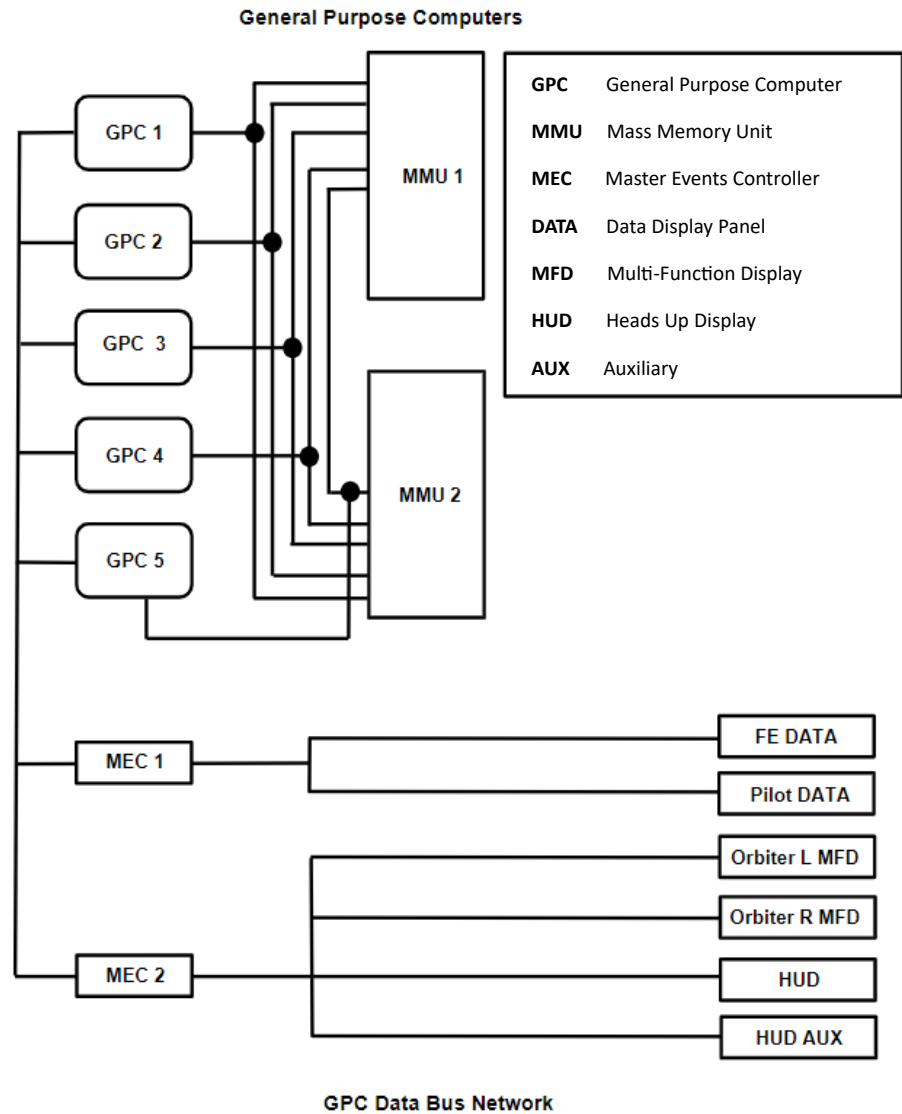 General Purpose Computers
GPC 1
GPC 2
GPC 3
GPC 4
GPC 5
MMU 1
MMU 2
GPC General Purpose Computer
MMU Mass Memory Unit
MEC Master Events Controller
DATA Data Display Panel
MFD Multi-Function Display
HUD Heads Up Display
AUX Auxiliary
MEC 1
FE DATA
Pilot DATA
Orbiter L MFD
Orbiter R MFD
MEC 2
HUD
HUD AUX
GPC Data Bus Network